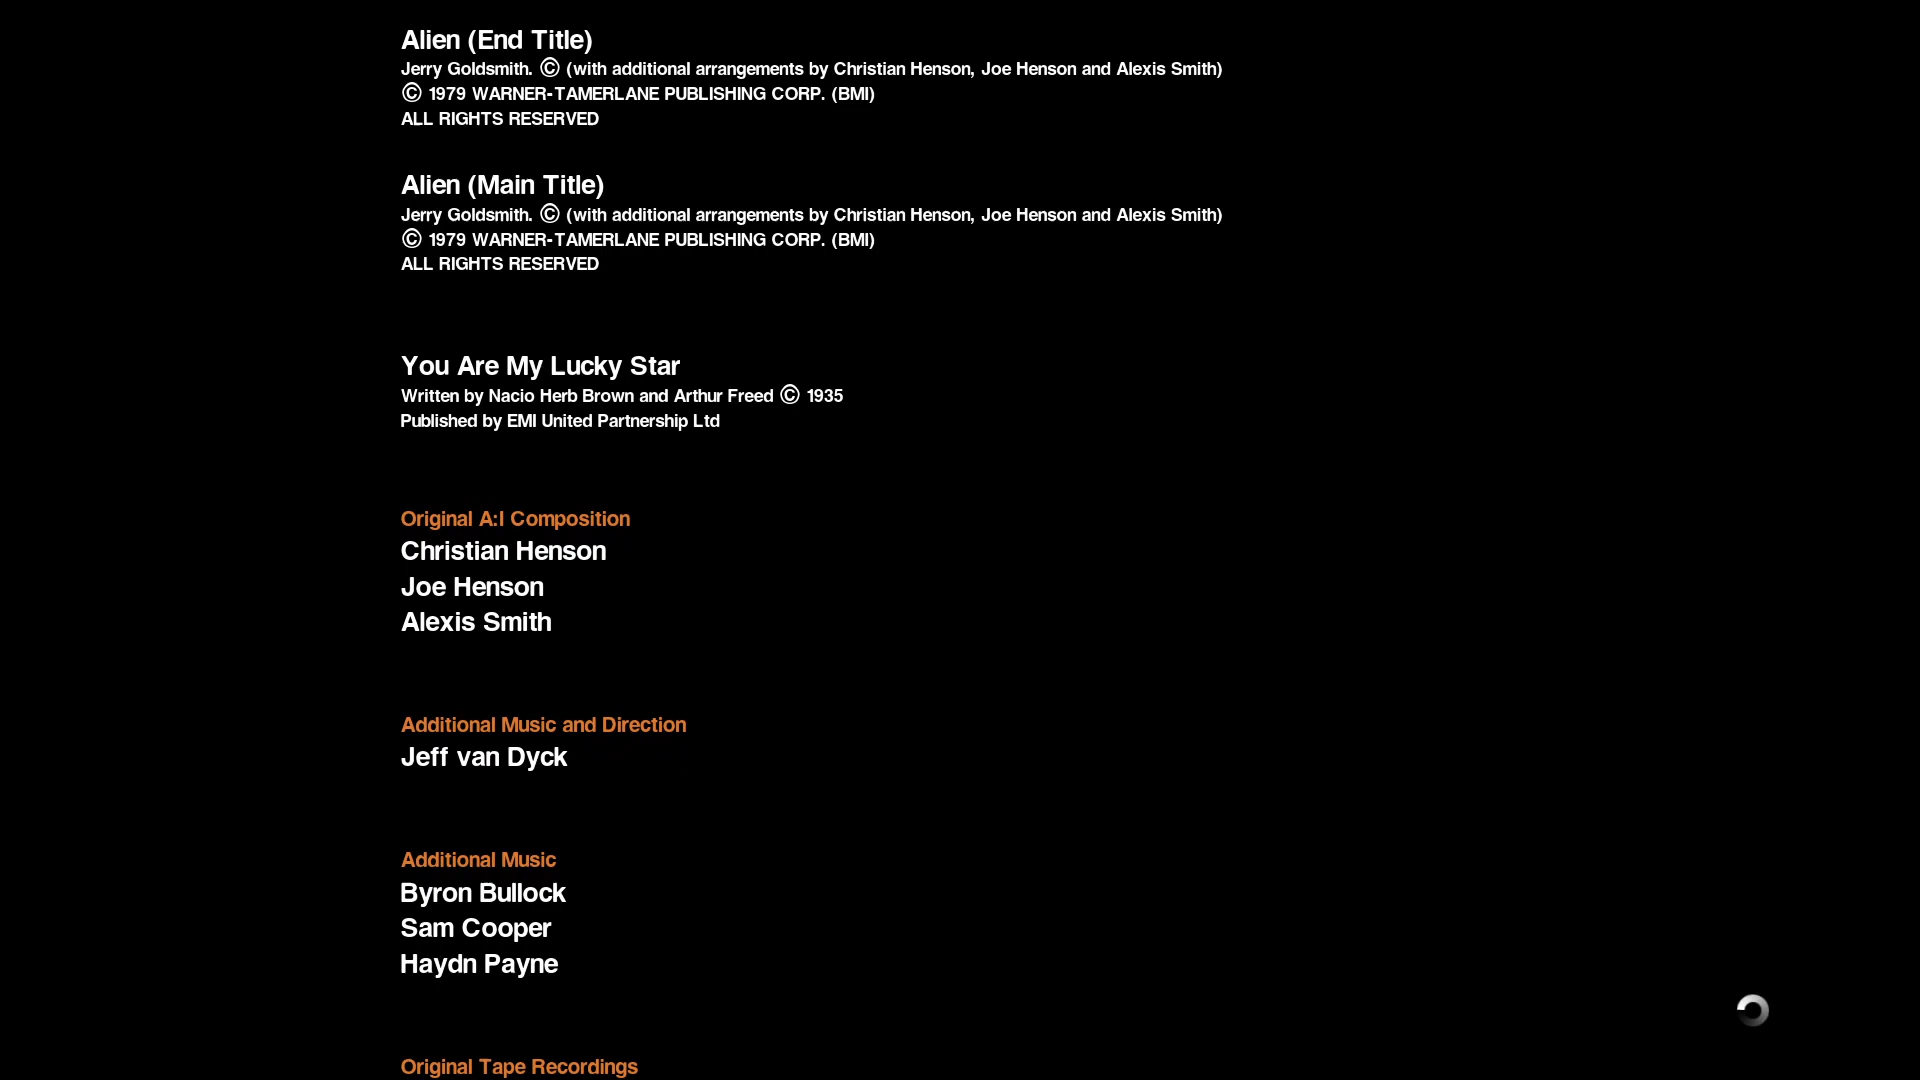 Alien (End Title)
Jerry Goldsmith. © (with additional arrangements by Christian Henson, Joe Henson and Alexis Smith)
© 1979 WARNER-TAMERLANE PUBLISHING CORP. (BMI)
ALL RIGHTS RESERVED
Alien (Main Title)
Jerry Goldsmith. © (with additional arrangements by Christian Henson, Joe Henson and Alexis Smith)
© 1979 WARNER-TAMERLANE PUBLISHING CORP. (BMI)
ALL RIGHTS RESERVED
You Are My Lucky Star
Written by Nacio Herb Brown and Arthur Freed © 1935
Published by EMI United Partnership Ltd
Original A:I Composition
Christian Henson
Joe Henson
Alexis Smith
Additional Music and Direction
Jeff van Dyck
Additional Music
Byron Bullock
Sam Cooper
Haydn Payne
Original Tape Recordings